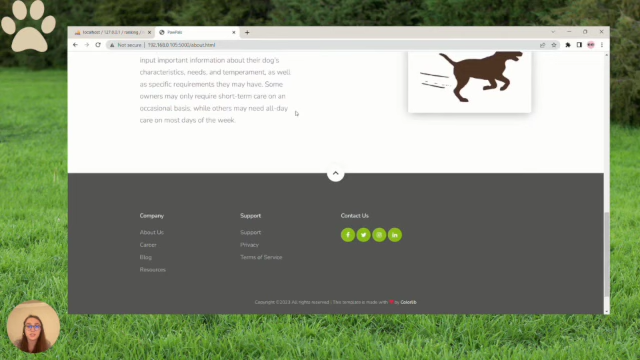 PawPals
Not secure
192.168.0.105:5000/about.html
input important information about their dog's
characteristics, needs, and temperament, as well
as specific requirements they may have. Some
owners may only require short-term care on an
occasional basis, while others may need all-day
care on most days of the week.
Company
Support
Contact Us
About Us
Support
Career
Privacy
Blog
Terms of Service
Resources
Copyright ©2023 All rights reserved | This template is made with ❤ by Colorlib